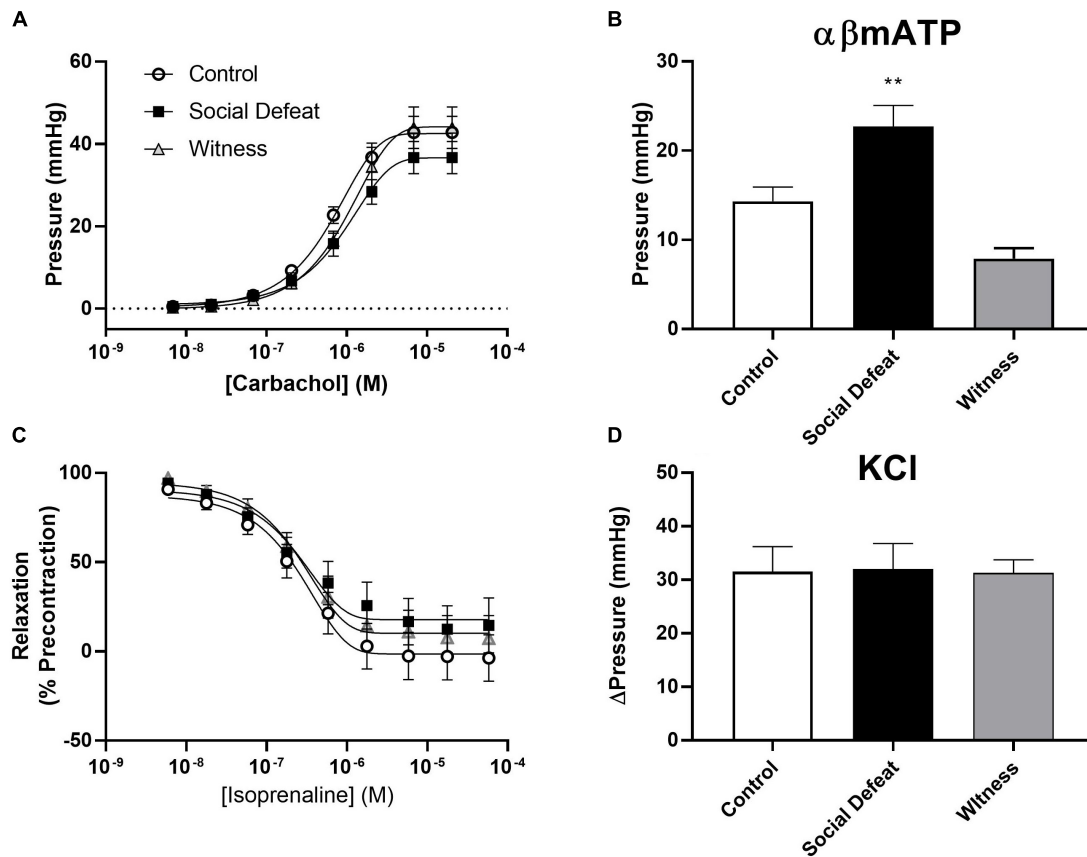 A
Pressure (mmHg)
60
40
20
0
Control
Social Defeat
Witness
10-9
10-8
10-7
10-6
10-5
10-4
[Carbachol] (M)
B
α βmATP
Pressure (mmHg)
30
20
10
0
**
Control
Social Defeat
Witness
C
Relaxation
(% Precontraction)
100
50
0
-50
10-9
10-8
10-7
10-6
10-5
10-4
[Isoprenaline] (M)
D
KCl
ΔPressure (mmHg)
50
40
30
20
10
0
Control
Social Defeat
WItness